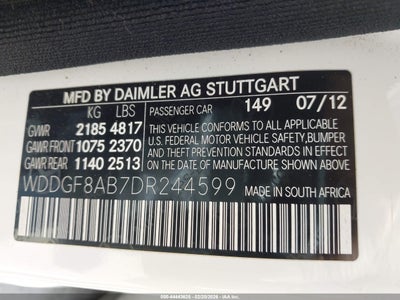 MFD BY DAIMLER AG STUTTGART
KG LBS
PASSENGER CAR 149 07/12
GVWR 2185 4817
GAWR FRONT 1075 2370
GAWR REAR 1140 2513
THIS VEHICLE CONFORMS TO ALL APPLICABLE
U.S. FEDERAL MOTOR VEHICLE SAFETY, BUMPER
AND THEFT PREVENTION STANDARDS IN EFFECT
ON THE DATE OF MANUFACTURE SHOWN ABOVE.
WDDGF8AB7DR244599
MADE IN SOUTH AFRICA